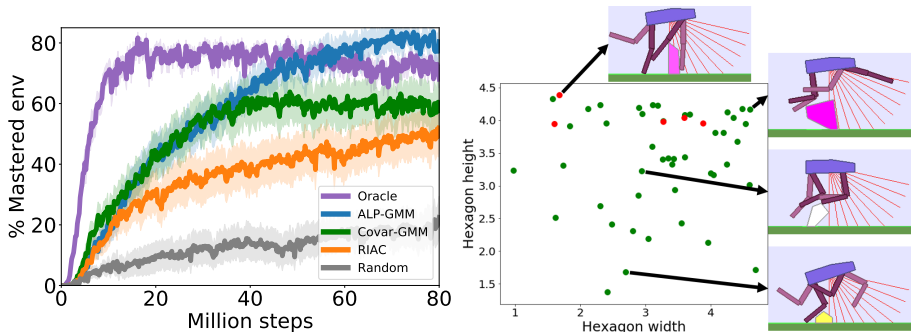 % Mastered env
80
60
40
20
0
0 20 40 60 80
Million steps
Oracle
ALP-GMM
Covar-GMM
RIAC
Random
Hexagon height
4.5
4.0
3.5
3.0
2.5
2.0
1.5
1 2 3 4
Hexagon width